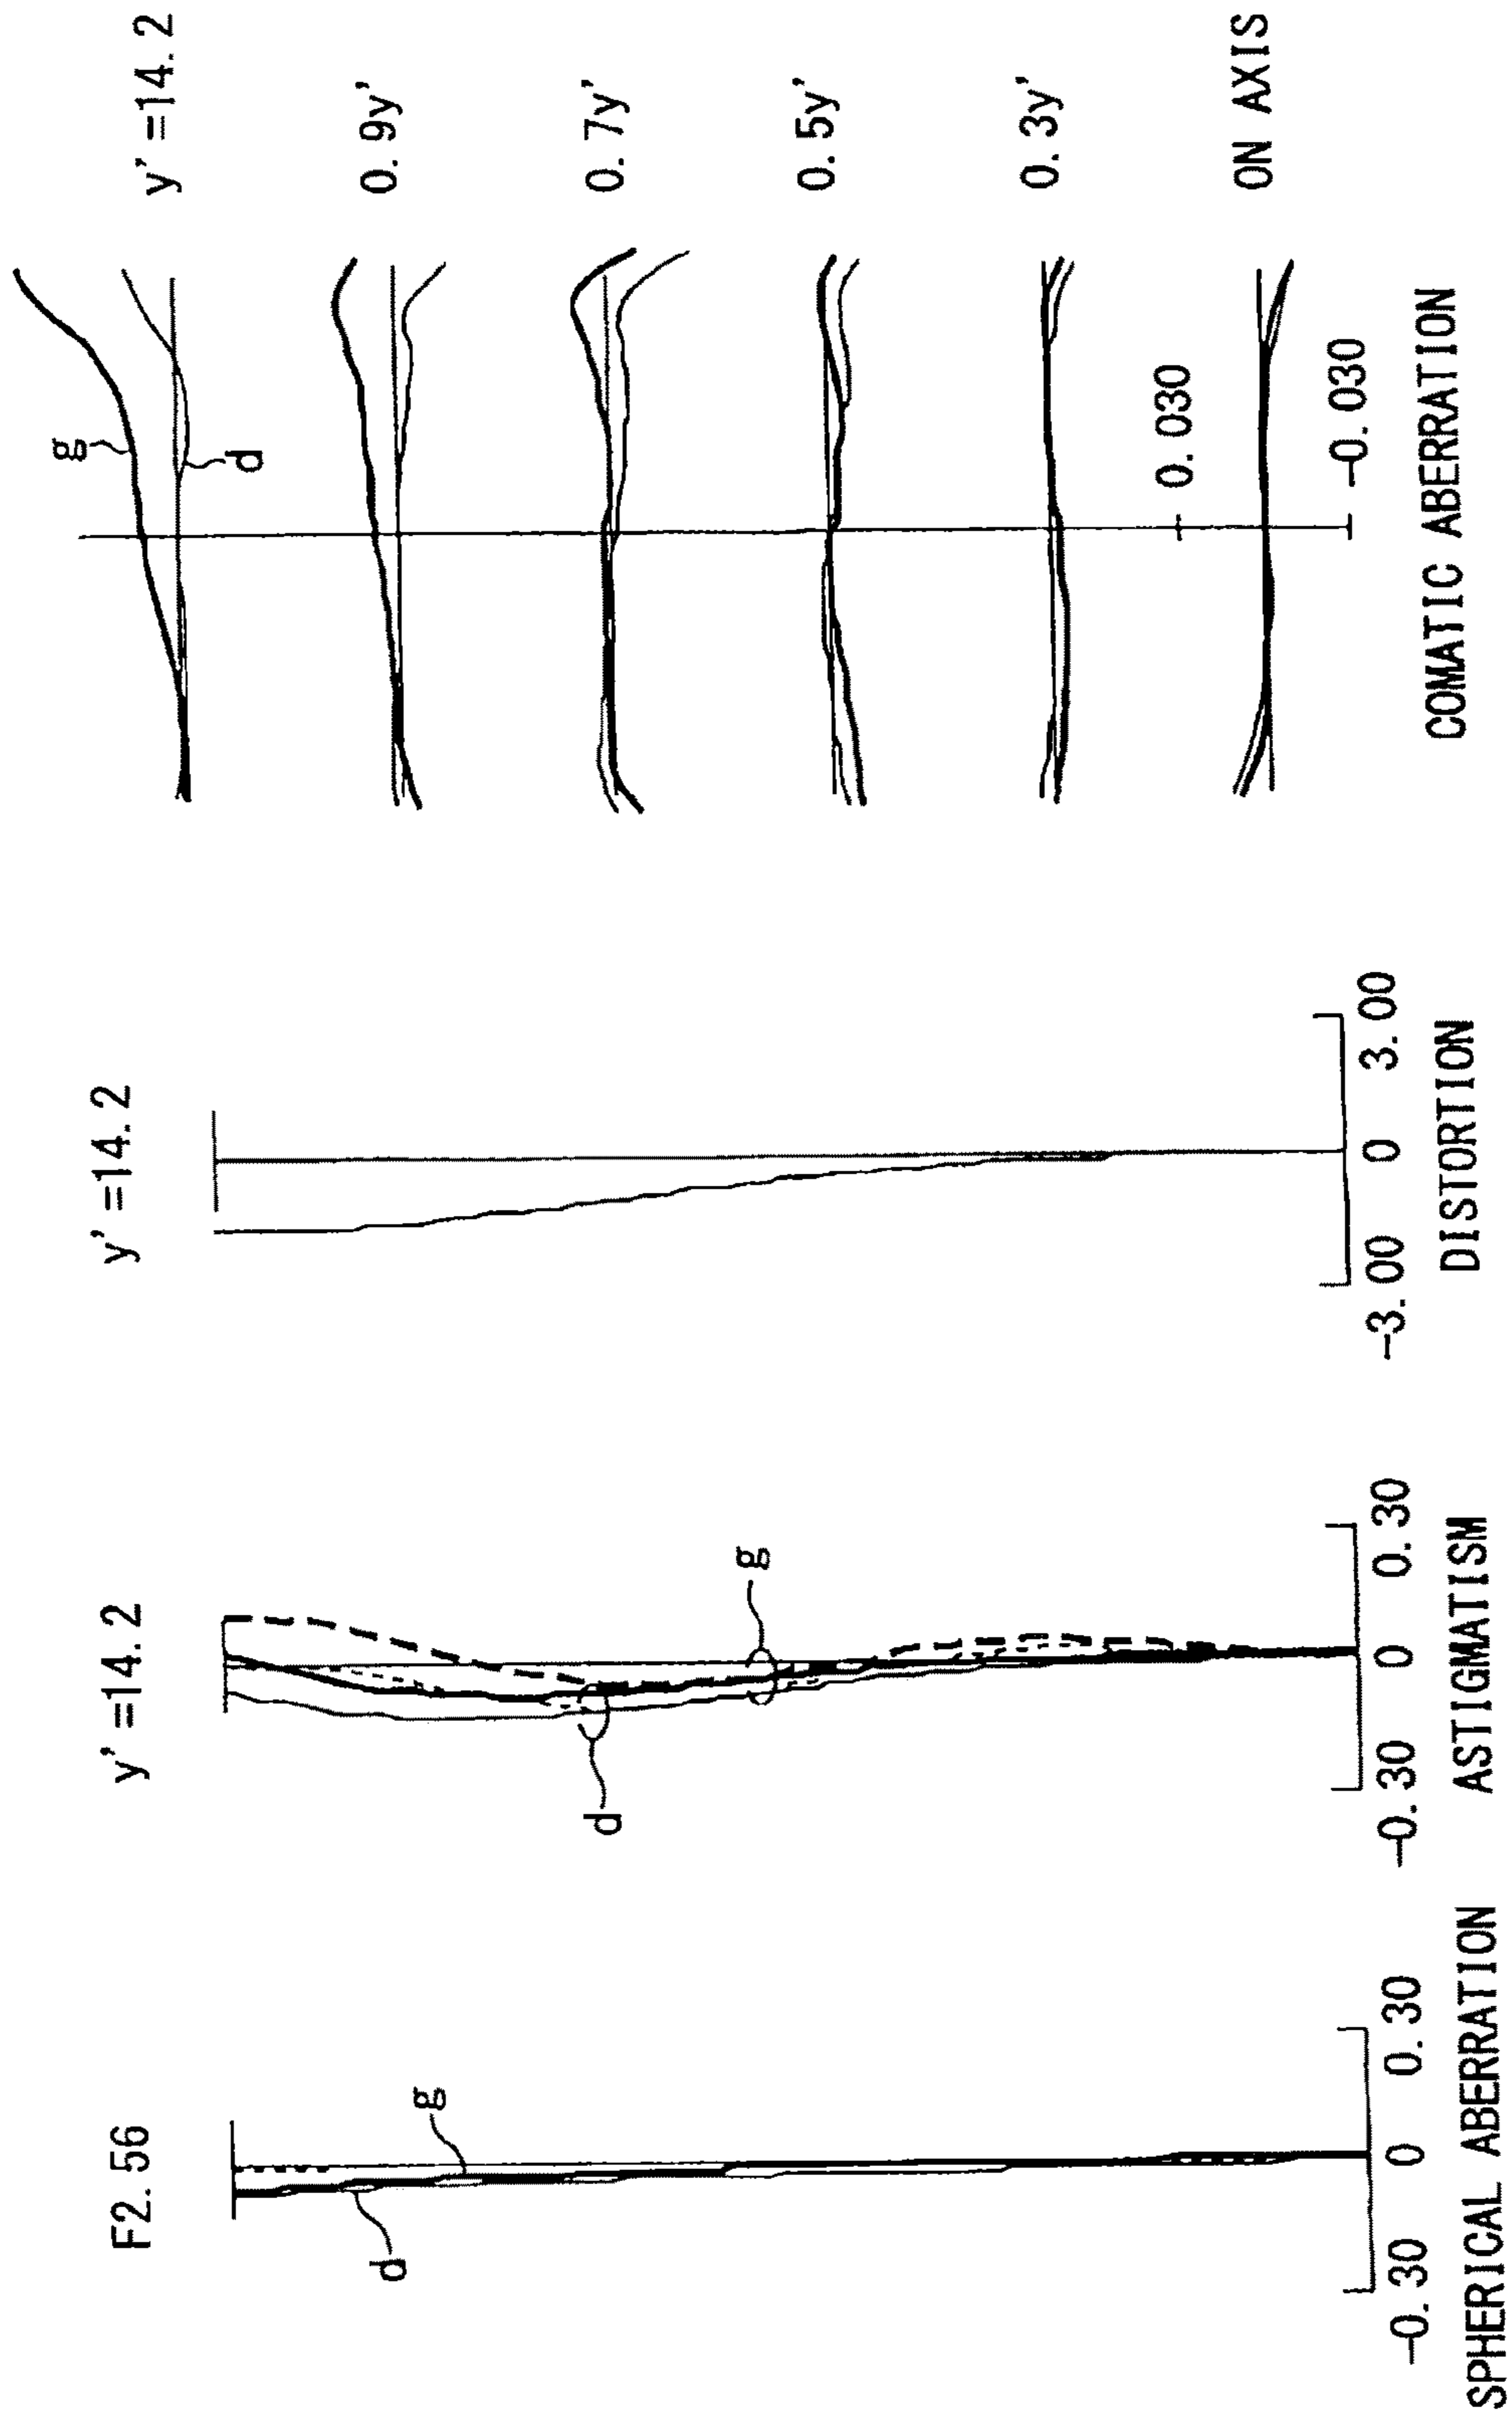 F2.56
g
d
-0.30
0
0.30
SPHERICAL ABERRATION
y'=14.2
g
d
-0.30
0
0.30
ASTIGMATISM
y'=14.2
-3.00
0
3.00
DISTORTION
y'=14.2
g
d
0.9y'
0.7y'
0.5y'
0.3y'
0.030
ON AXIS
-0.030
COMATIC ABERRATION